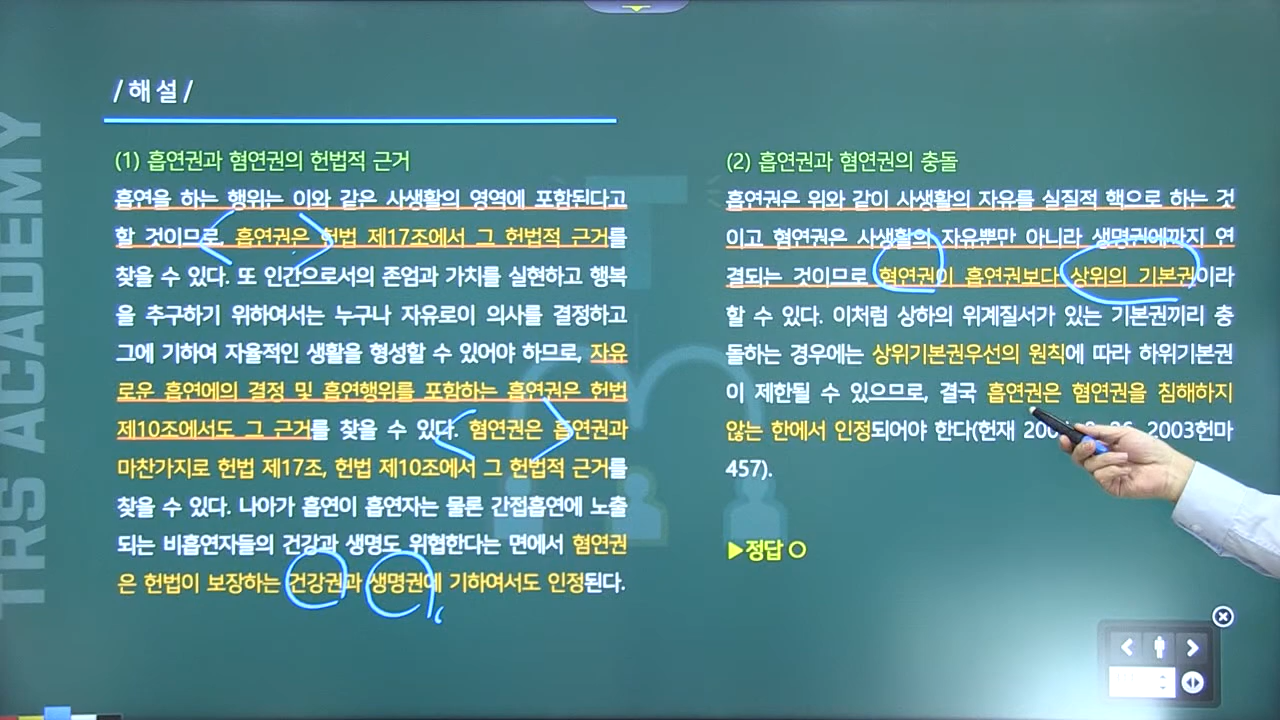 TRS ACADEMY
/ 해 설 /
(1) 흡연권과 혐연권의 헌법적 근거
흡연을 하는 행위는 이와 같은 사생활의 영역에 포함된다고
할 것이므로, 흡연권은 헌법 제17조에서 그 헌법적 근거를
찾을 수 있다. 또 인간으로서의 존엄과 가치를 실현하고 행복
을 추구하기 위하여서는 누구나 자유로이 의사를 결정하고
그에 기하여 자율적인 생활을 형성할 수 있어야 하므로, 자유
로운 흡연에의 결정 및 흡연행위를 포함하는 흡연권은 헌법
제10조에서도 그 근거를 찾을 수 있다. 혐연권은 흡연권과
마찬가지로 헌법 제17조, 헌법 제10조에서 그 헌법적 근거를
찾을 수 있다. 나아가 흡연이 흡연자는 물론 간접흡연에 노출
되는 비흡연자들의 건강과 생명도 위협한다는 면에서 혐연권
은 헌법이 보장하는 건강권과 생명권에 기하여서도 인정된다.
(2) 흡연권과 혐연권의 충돌
흡연권은 위와 같이 사생활의 자유를 실질적 핵으로 하는 것
이고 혐연권은 사생활의 자유뿐만 아니라 생명권에까지 연
결되는 것이므로 혐연권이 흡연권보다 상위의 기본권이라
할 수 있다. 이처럼 상하의 위계질서가 있는 기본권끼리 충
돌하는 경우에는 상위기본권우선의 원칙에 따라 하위기본권
이 제한될 수 있으므로, 결국 흡연권은 혐연권을 침해하지
않는 한에서 인정되어야 한다(헌재 2003헌마
457).
▶정답 O